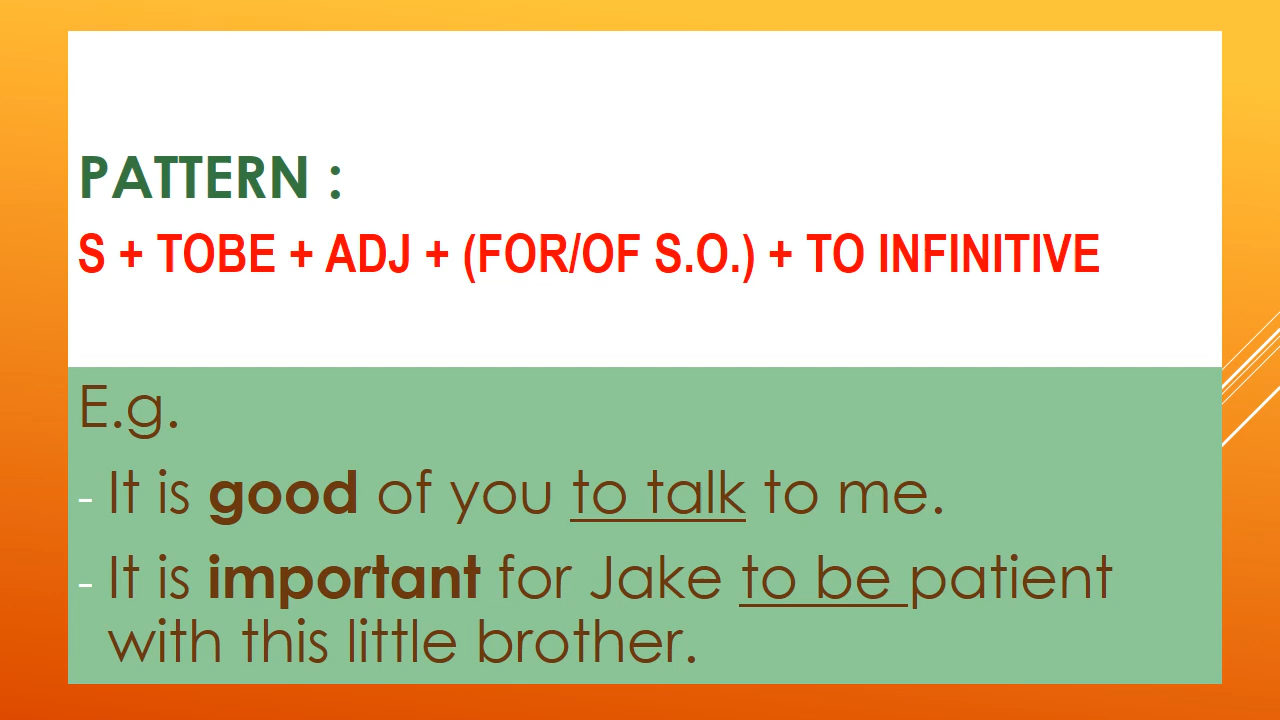 PATTERN :
S + TOBE + ADJ + (FOR/OF S.O.) + TO INFINITIVE
E.g.
- It is good of you to talk to me.
- It is important for Jake to be patient
with this little brother.